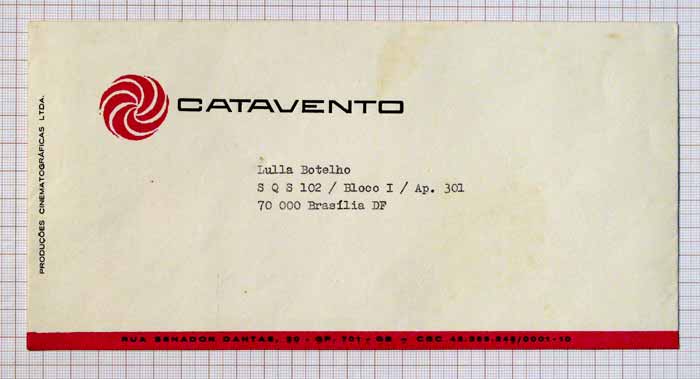 CATAVENTO
PRODUÇÕES CINEMATOGRÁFICAS LTDA.
Lulla Botelho
S Q S 102 / Bloco I / Ap. 301
70 000 Brasília DF
RUA SENADOR DANTAS, 20 - GR. 701 - GB - CGC